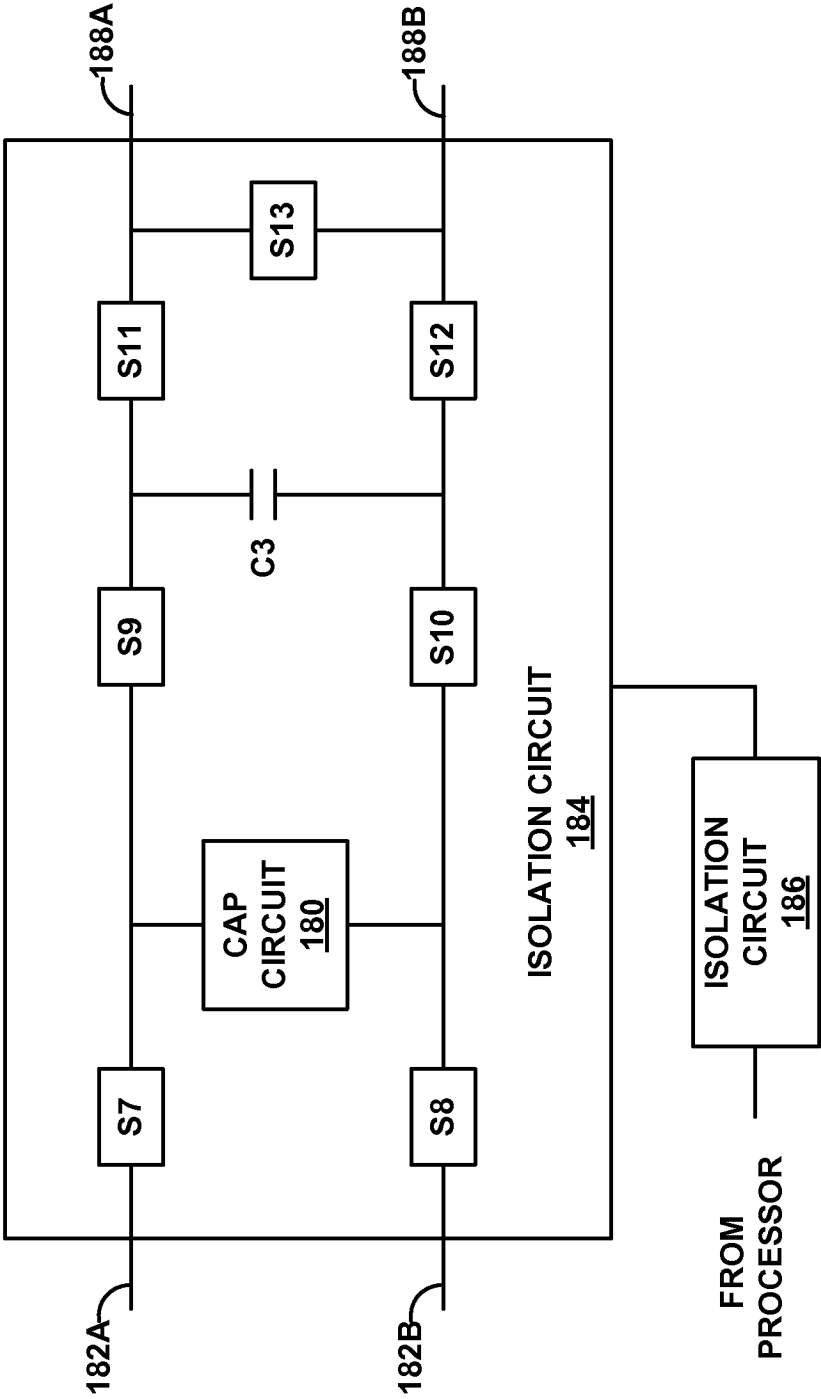 182A
182B
188A
188B
S7
S8
CAP
CIRCUIT
180
S9
S10
C3
S11
S12
S13
ISOLATION CIRCUIT
184
ISOLATION
CIRCUIT
186
FROM
PROCESSOR